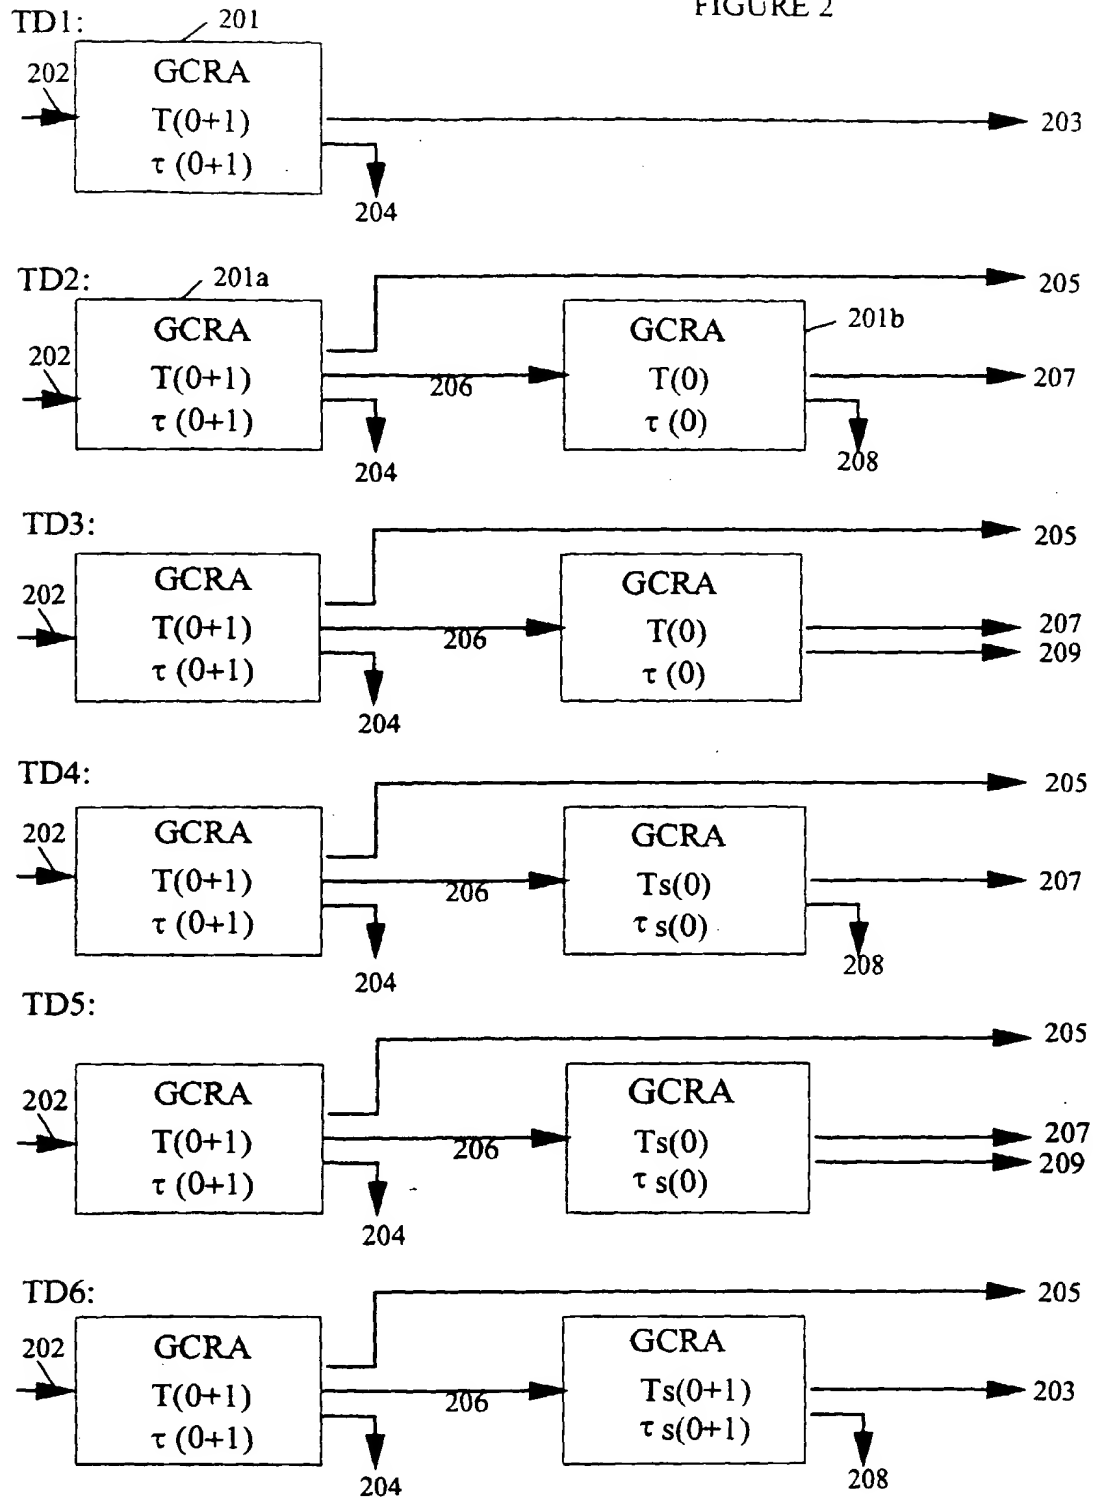 FIGURE 2
TD1:
201
202
GCRA
T(0+1)
τ (0+1)
203
204
TD2:
201a
202
GCRA
T(0+1)
τ (0+1)
205
206
GCRA
T(0)
τ (0)
201b
207
204
208
TD3:
202
GCRA
T(0+1)
τ (0+1)
205
206
GCRA
T(0)
τ (0)
207
209
204
TD4:
202
GCRA
T(0+1)
τ (0+1)
205
206
GCRA
Ts(0)
τ s(0)
207
204
208
TD5:
202
GCRA
T(0+1)
τ (0+1)
205
206
GCRA
Ts(0)
τ s(0)
207
209
204
TD6:
202
GCRA
T(0+1)
τ (0+1)
205
206
GCRA
Ts(0+1)
τ s(0+1)
203
204
208